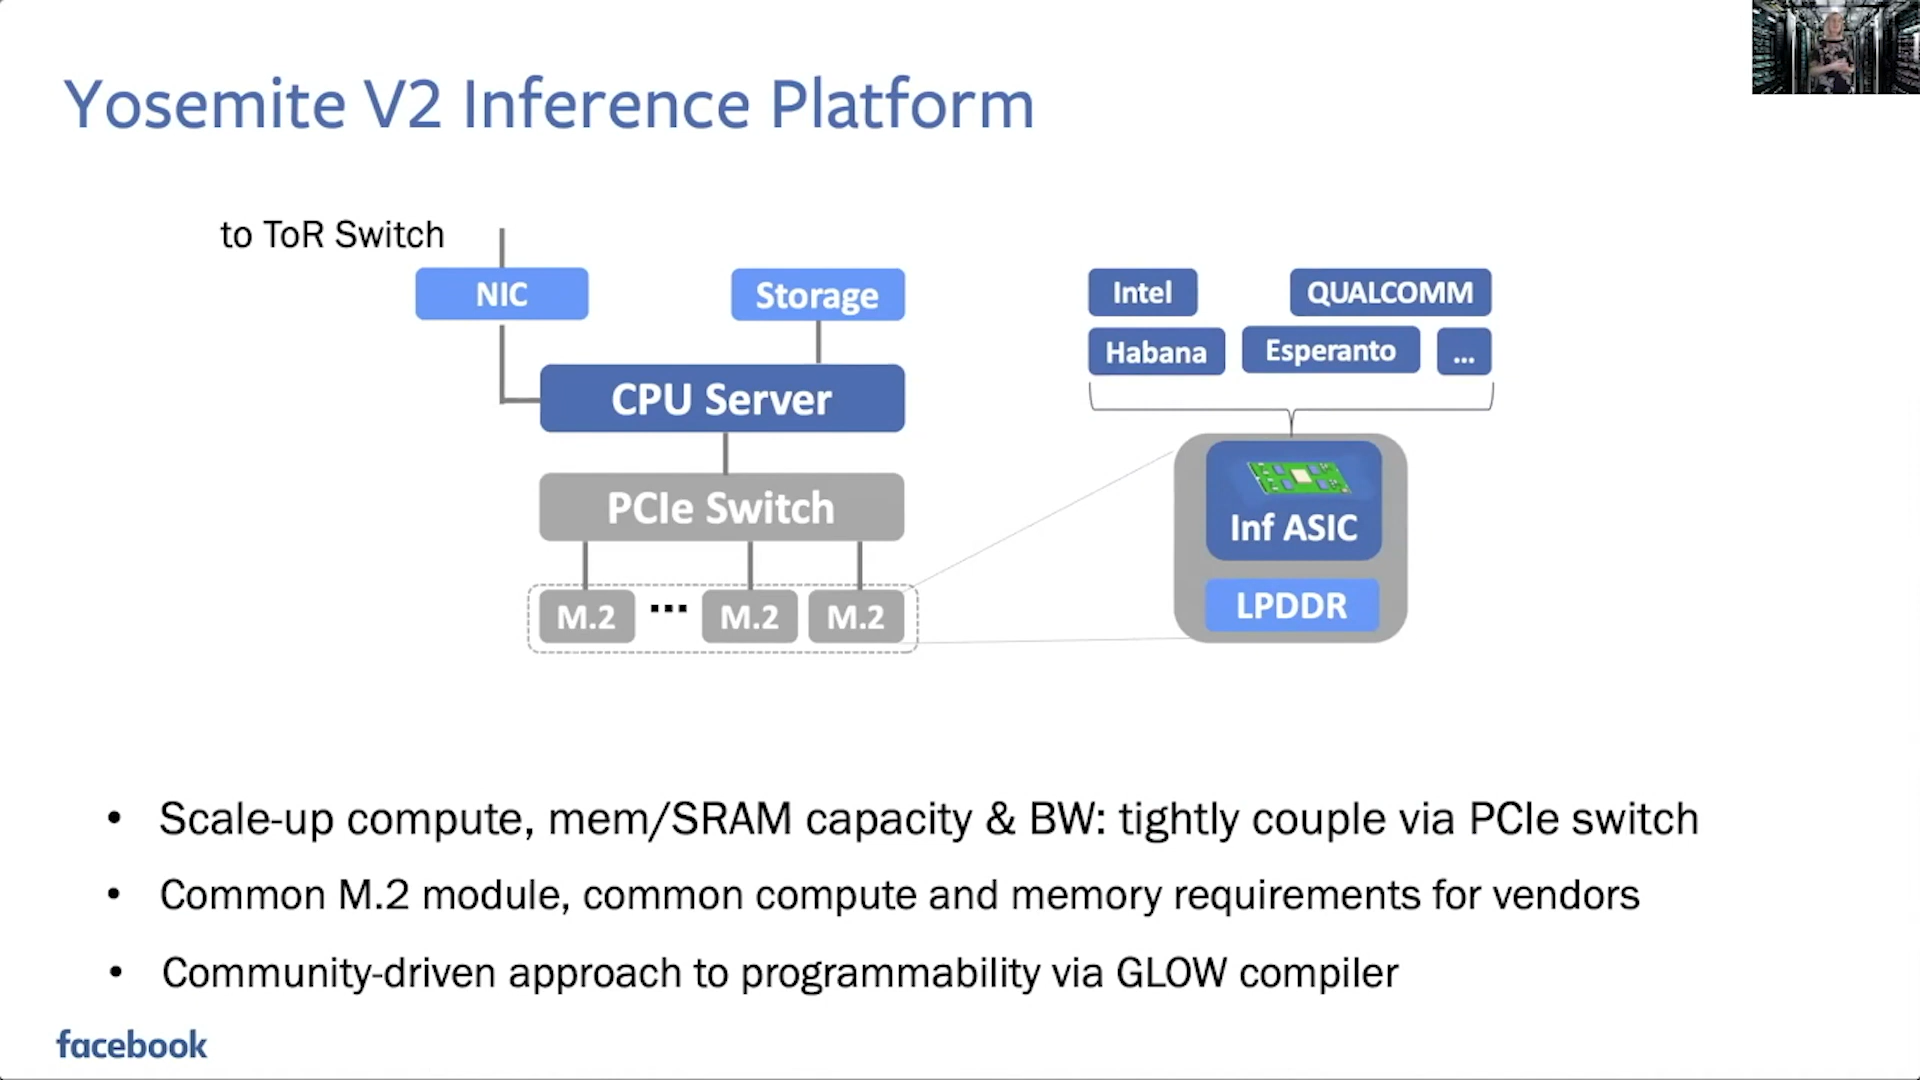 Yosemite V2 Inference Platform
to ToR Switch
NIC
Storage
Intel
QUALCOMM
Habana
Esperanto
...
CPU Server
PCIe Switch
M.2
...
M.2
M.2
Inf ASIC
LPDDR
• Scale-up compute, mem/SRAM capacity & BW: tightly couple via PCIe switch
• Common M.2 module, common compute and memory requirements for vendors
• Community-driven approach to programmability via GLOW compiler
facebook